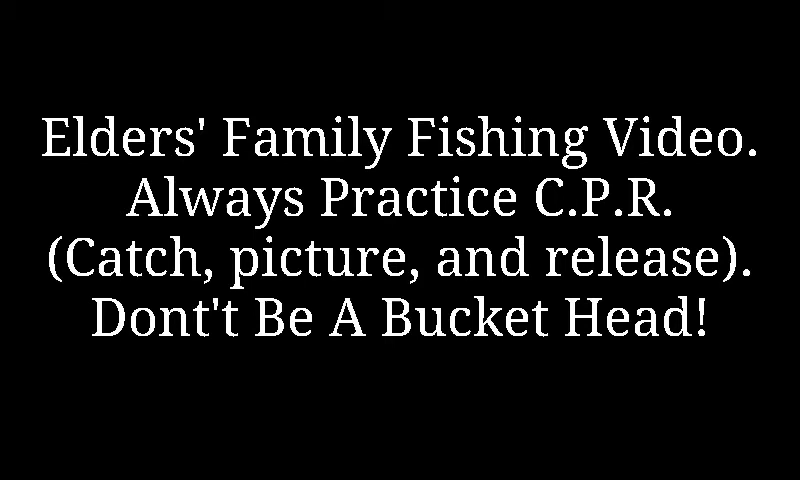 Elders' Family Fishing Video.
Always Practice C.P.R.
(Catch, picture, and release).
Dont't Be A Bucket Head!